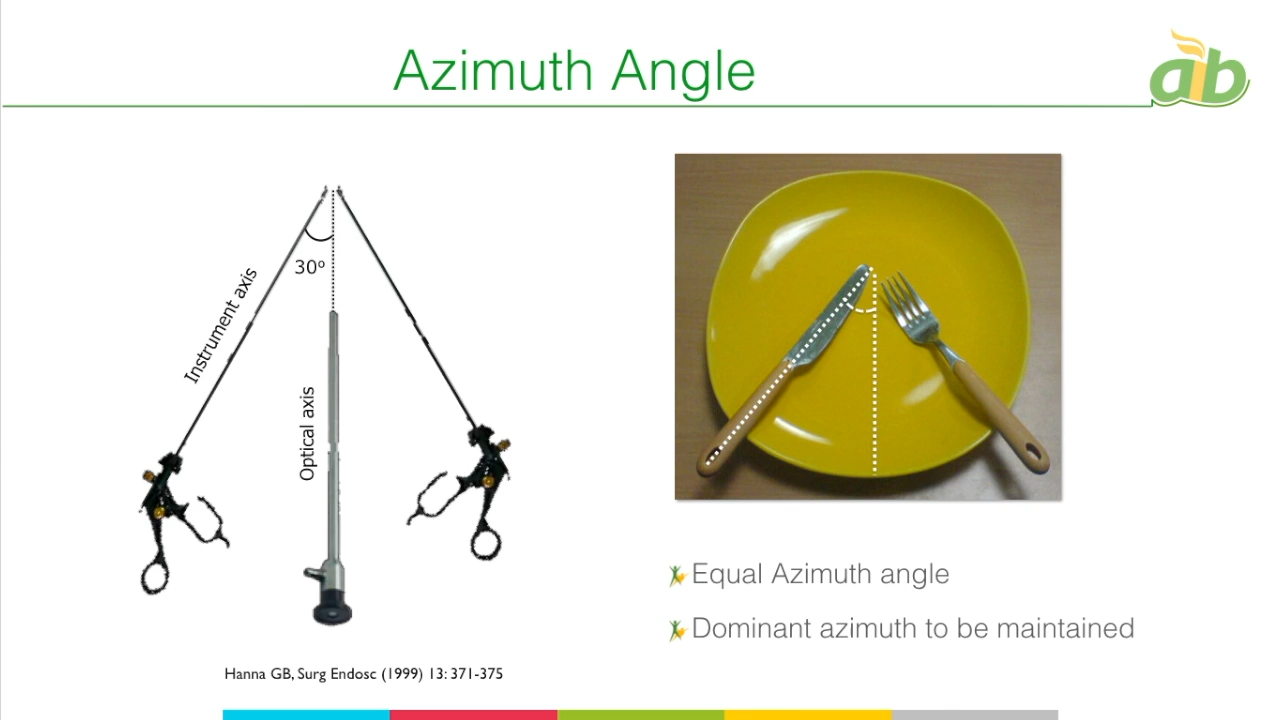 Azimuth Angle
ab
30º
Instrument axis
Optical axis
Equal Azimuth angle
Dominant azimuth to be maintained
Hanna GB, Surg Endosc (1999) 13: 371-375